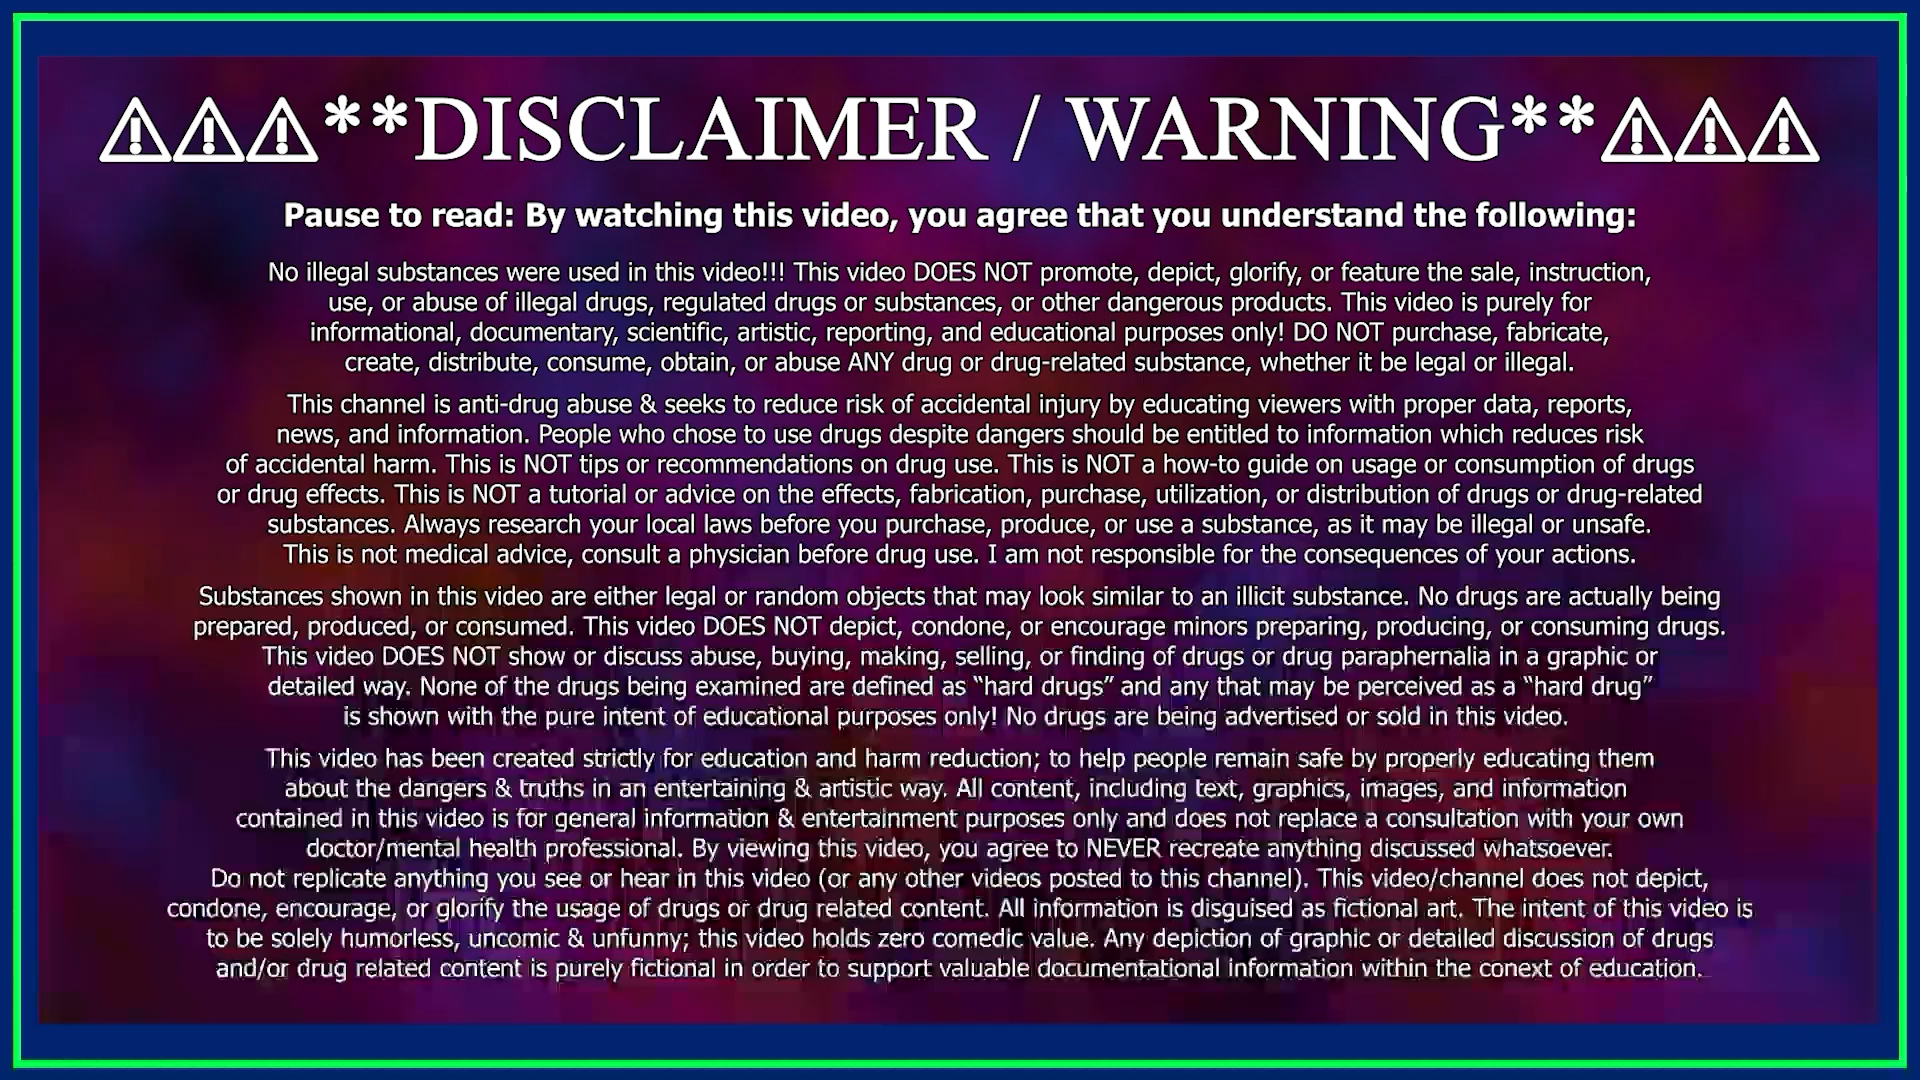 ⚠⚠⚠**DISCLAIMER / WARNING**⚠⚠⚠
Pause to read: By watching this video, you agree that you understand the following:
No illegal substances were used in this video!!! This video DOES NOT promote, depict, glorify, or feature the sale, instruction,
use, or abuse of illegal drugs, regulated drugs or substances, or other dangerous products. This video is purely for
informational, documentary, scientific, artistic, reporting, and educational purposes only! DO NOT purchase, fabricate,
create, distribute, consume, obtain, or abuse ANY drug or drug-related substance, whether it be legal or illegal.
This channel is anti-drug abuse & seeks to reduce risk of accidental injury by educating viewers with proper data, reports,
news, and information. People who chose to use drugs despite dangers should be entitled to information which reduces risk
of accidental harm. This is NOT tips or recommendations on drug use. This is NOT a how-to guide on usage or consumption of drugs
or drug effects. This is NOT a tutorial or advice on the effects, fabrication, purchase, utilization, or distribution of drugs or drug-related
substances. Always research your local laws before you purchase, produce, or use a substance, as it may be illegal or unsafe.
This is not medical advice, consult a physician before drug use. I am not responsible for the consequences of your actions.
Substances shown in this video are either legal or random objects that may look similar to an illicit substance. No drugs are actually being
prepared, produced, or consumed. This video DOES NOT depict, condone, or encourage minors preparing, producing, or consuming drugs.
This video DOES NOT show or discuss abuse, buying, making, selling, or finding of drugs or drug paraphernalia in a graphic or
detailed way. None of the drugs being examined are defined as “hard drugs” and any that may be perceived as a “hard drug”
is shown with the pure intent of educational purposes only! No drugs are being advertised or sold in this video.
This video has been created strictly for education and harm reduction; to help people remain safe by properly educating them
about the dangers & truths in an entertaining & artistic way. All content, including text, graphics, images, and information
contained in this video is for general information & entertainment purposes only and does not replace a consultation with your own
doctor/mental health professional. By viewing this video, you agree to NEVER recreate anything discussed whatsoever.
Do not replicate anything you see or hear in this video (or any other videos posted to this channel). This video/channel does not depict,
condone, encourage, or glorify the usage of drugs or drug related content. All information is disguised as fictional art. The intent of this video is
to be solely humorless, uncomic & unfunny; this video holds zero comedic value. Any depiction of graphic or detailed discussion of drugs
and/or drug related content is purely fictional in order to support valuable documentational information within the conext of education.